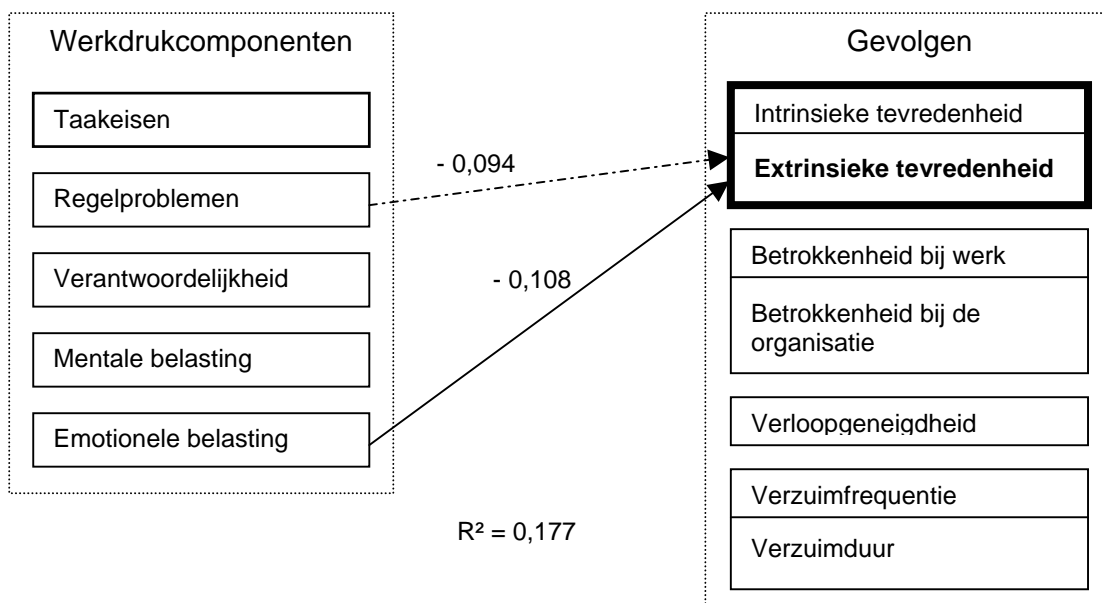 Werkdrukcomponenten
Taakeisen
Regelproblemen
Verantwoordelijkheid
Mentale belasting
Emotionele belasting
- 0,094
- 0,108
R² = 0,177
Gevolgen
Intrinsieke tevredenheid
Extrinsieke tevredenheid
Betrokkenheid bij werk
Betrokkenheid bij de
organisatie
Verloopgeneigdheid
Verzuimfrequentie
Verzuimduur